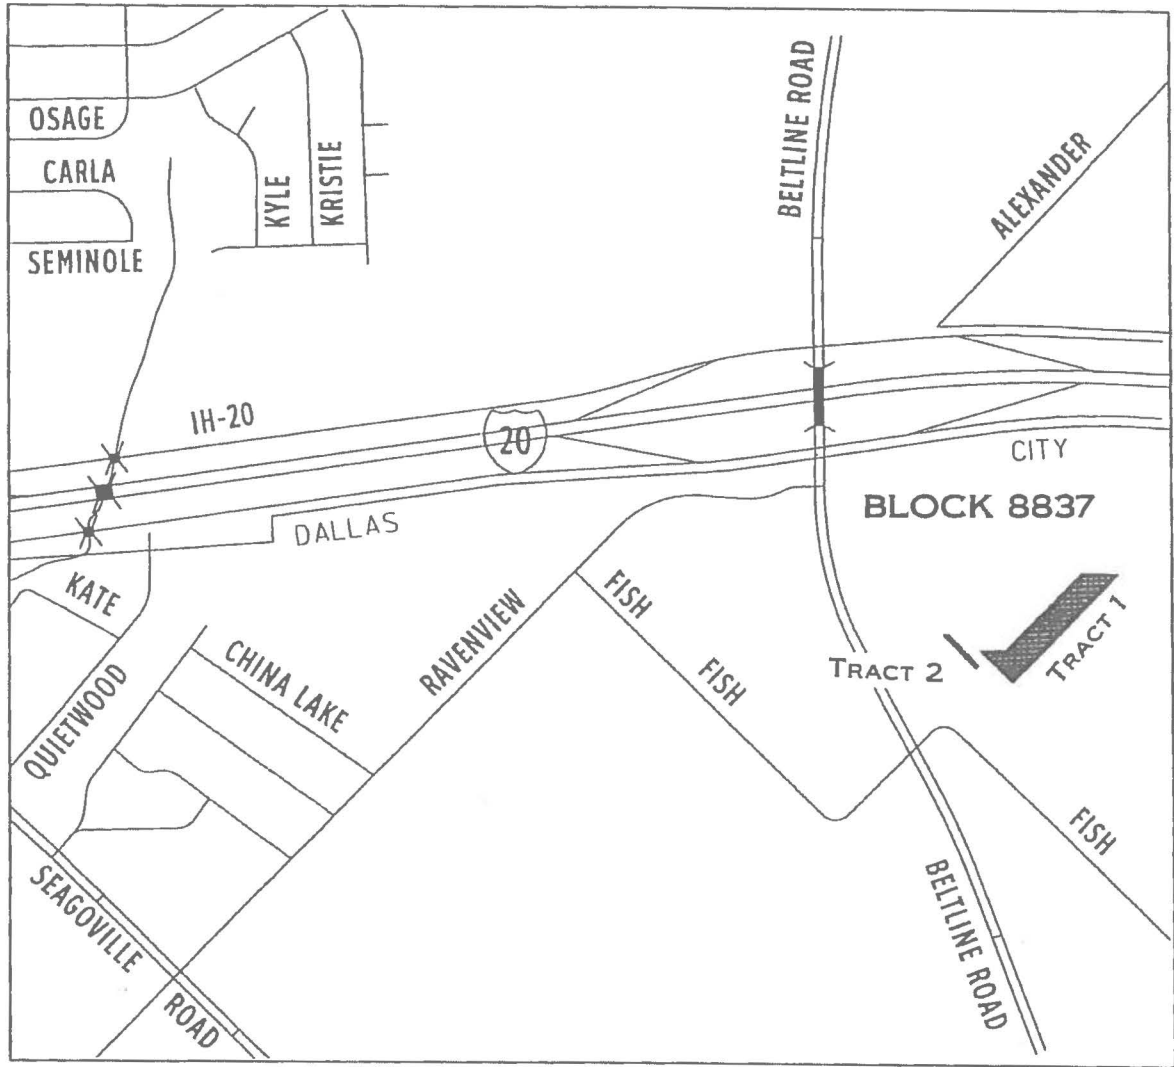 OSAGE
CARLA
SEMINOLE
KYLE
KRISTIE
BELTLINE ROAD
ALEXANDER
IH-20
20
CITY
DALLAS
BLOCK 8837
KATE
QUIETWOOD
CHINA LAKE
RAVENVIEW
FISH
FISH
TRACT 2
TRACT 1
FISH
SEAGOVILLE
ROAD
BELTLINE ROAD